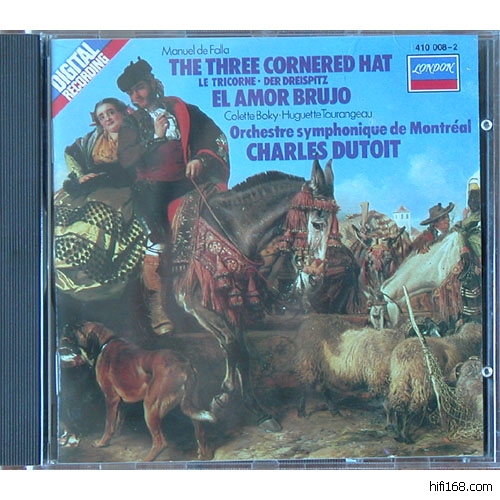 DIGITAL
RECORDING
Manuel de Falla
THE THREE CORNERED HAT
LE TRICORNE · DER DREISPITZ
EL AMOR BRUJO
Colette Boky · Huguette Tourangeau
Orchestre symphonique de Montréal
CHARLES DUTOIT
410 008-2
LONDON
hifi168.com